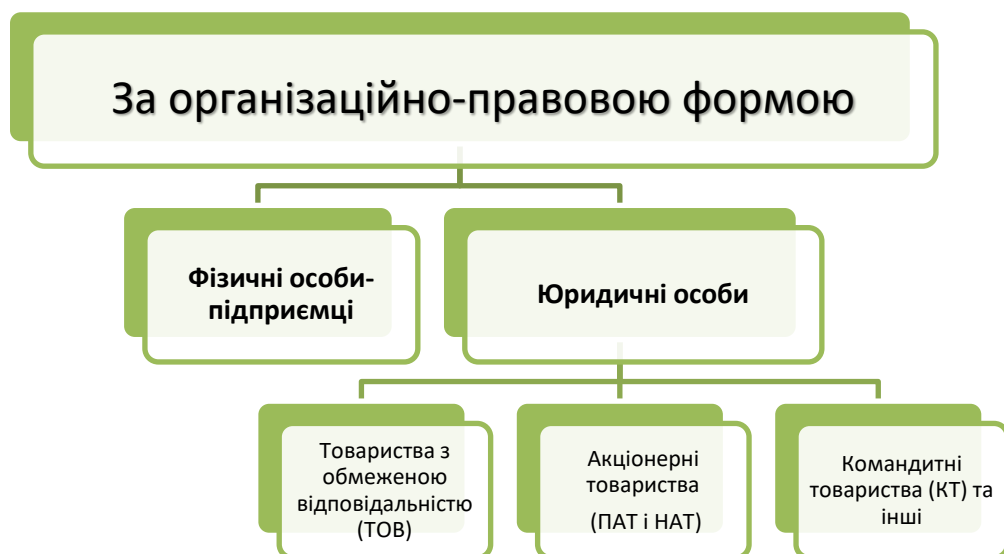 За організаційно-правовою формою
Фізичні особи-
підприємці
Юридичні особи
Товариства з
обмеженою
відповідальністю
(ТОВ)
Акціонерні
товариства
(ПАТ і НАТ)
Командитні
товариства (КТ) та
інші